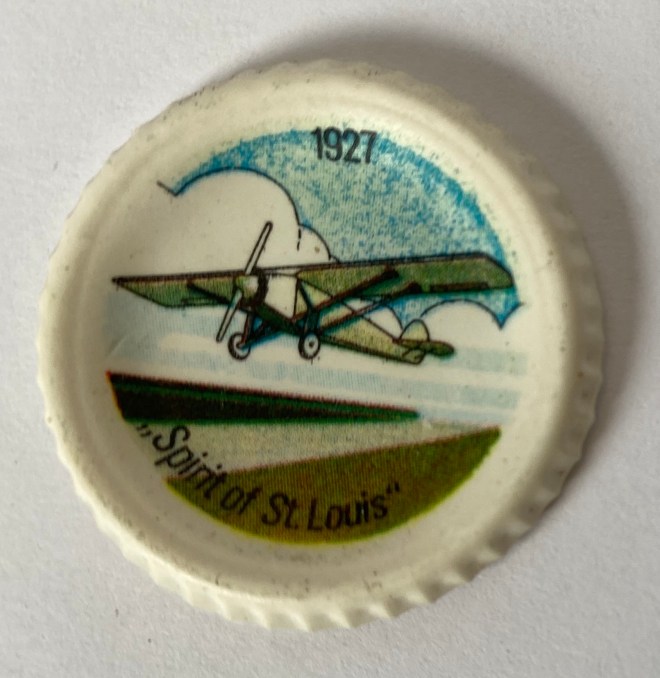 1927
„Spirit of St. Louis“